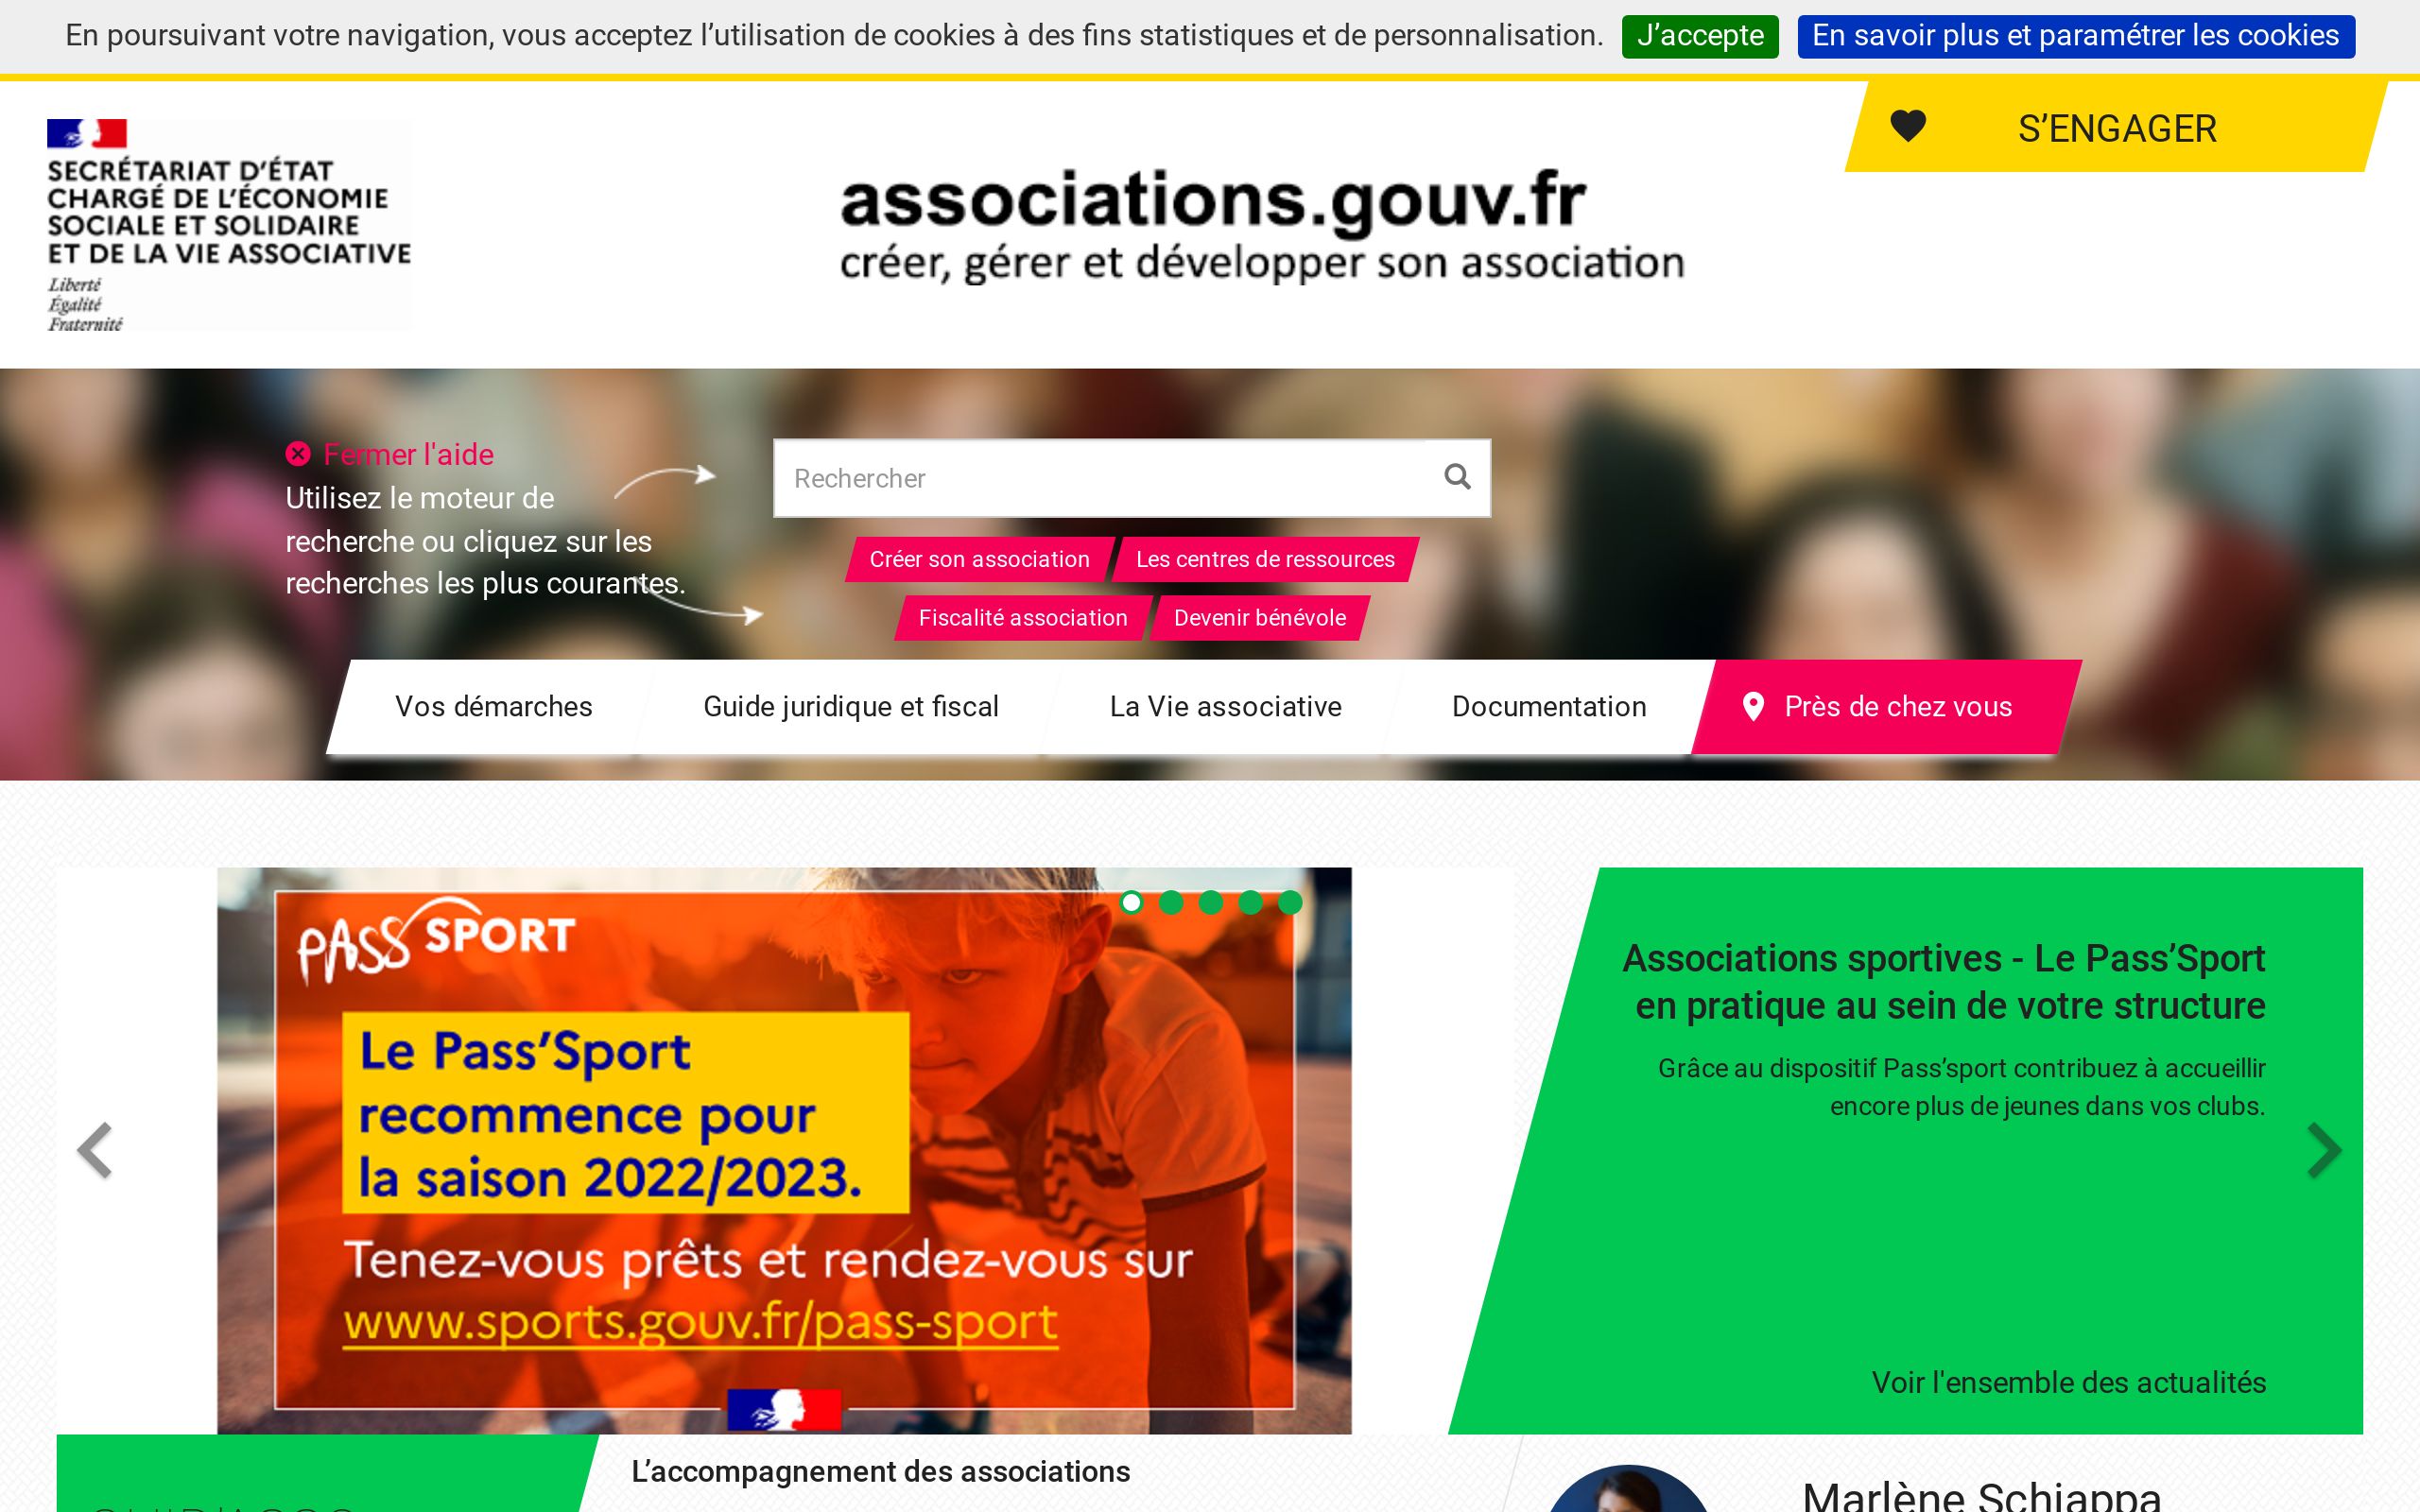 En poursuivant votre navigation, vous acceptez l’utilisation de cookies à des fins statistiques et de personnalisation. J’accepte En savoir plus et paramétrer les cookies
S’ENGAGER
SECRÉTARIAT D’ÉTAT
CHARGÉ DE L’ÉCONOMIE
SOCIALE ET SOLIDAIRE
ET DE LA VIE ASSOCIATIVE
Liberté
Égalité
Fraternité
associations.gouv.fr
créer, gérer et développer son association
Fermer l'aide
Utilisez le moteur de
recherche ou cliquez sur les
recherches les plus courantes.
Rechercher
Créer son association Les centres de ressources
Fiscalité association Devenir bénévole
Vos démarches Guide juridique et fiscal La Vie associative Documentation Près de chez vous
PASS SPORT
Le Pass’Sport
recommence pour
la saison 2022/2023.
Tenez-vous prêts et rendez-vous sur
www.sports.gouv.fr/pass-sport
Associations sportives - Le Pass’Sport
en pratique au sein de votre structure
Grâce au dispositif Pass’sport contribuez à accueillir
encore plus de jeunes dans vos clubs.
Voir l'ensemble des actualités
L’accompagnement des associations
Marlène Schiappa